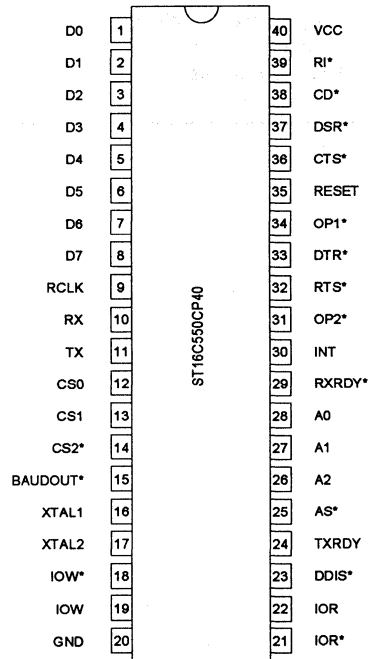 D0 1 40 VCC
D1 2 39 RI*
D2 3 38 CD*
D3 4 37 DSR*
D4 5 36 CTS*
D5 6 35 RESET
D6 7 34 OP1*
D7 8 33 DTR*
RCLK 9 32 RTS*
RX 10 31 OP2*
TX 11 30 INT
CS0 12 29 RXRDY*
CS1 13 28 A0
CS2* 14 27 A1
BAUDOUT* 15 26 A2
XTAL1 16 25 AS*
XTAL2 17 24 TXRDY
IOW* 18 23 DDIS*
IOW 19 22 IOR
GND 20 21 IOR*
ST16C550CP40